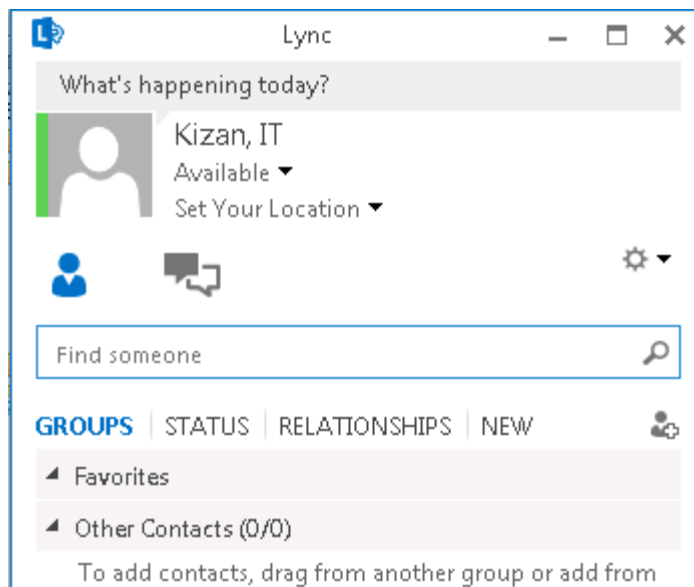 Lync
What's happening today?
Kizan, IT
Available
Set Your Location
Find someone
GROUPS STATUS RELATIONSHIPS NEW
Favorites
Other Contacts (0/0)
To add contacts, drag from another group or add from